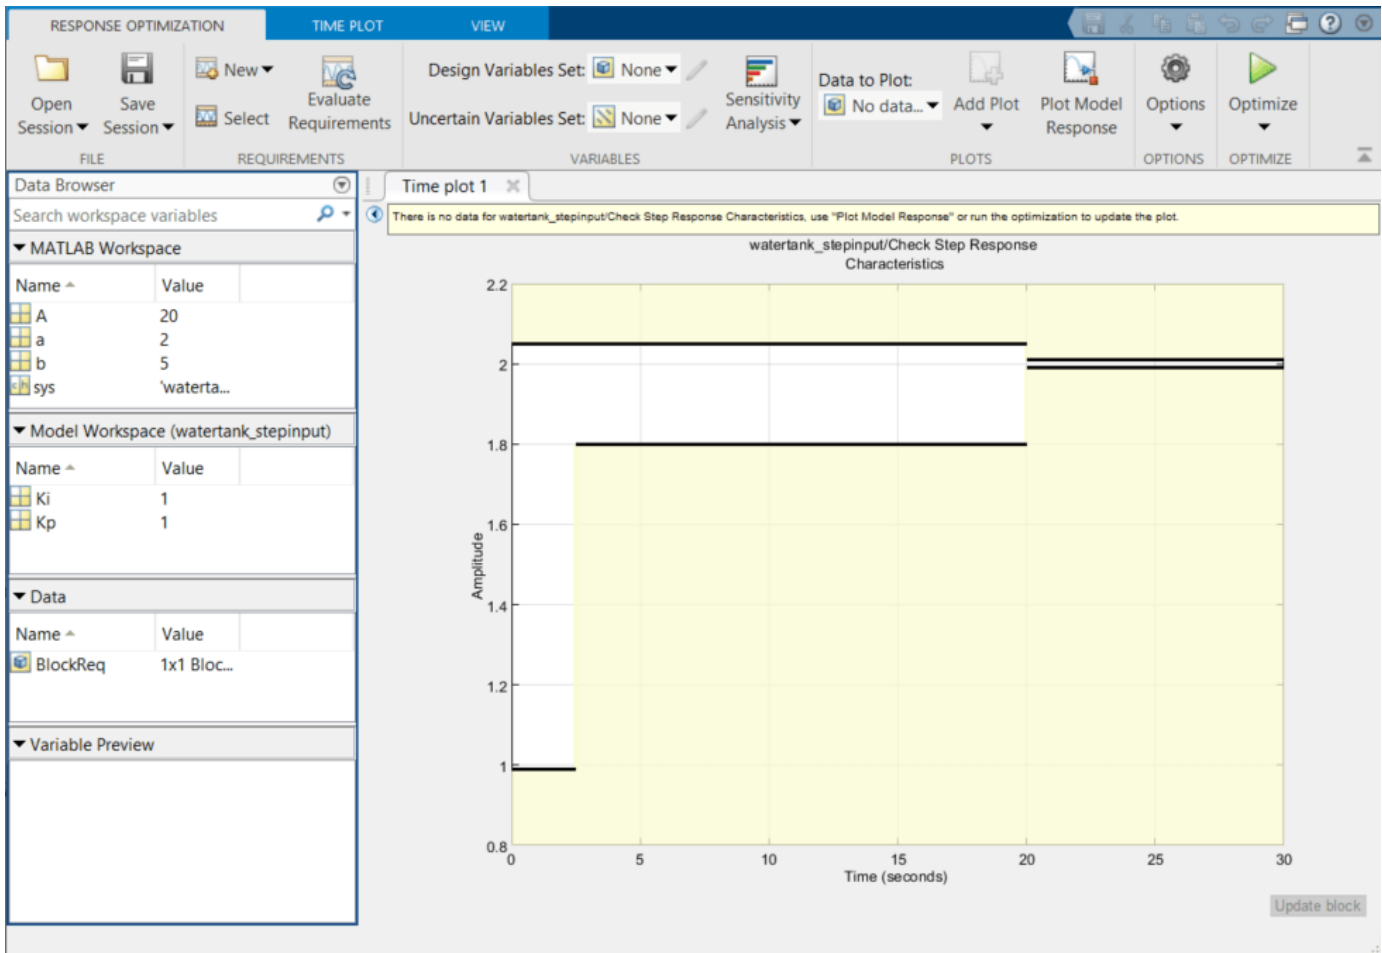 RESPONSE OPTIMIZATION TIME PLOT VIEW
Open Session
Save Session
New
Select
Evaluate Requirements
Design Variables Set: None
Uncertain Variables Set: None
Sensitivity Analysis
Data to Plot:
No data...
Add Plot
Plot Model Response
Options
Optimize
FILE REQUIREMENTS VARIABLES PLOTS OPTIONS OPTIMIZE
Data Browser
Search workspace variables
MATLAB Workspace
Name Value
A 20
a 2
b 5
sys 'waterta...
Model Workspace (watertank_stepinput)
Name Value
Ki 1
Kp 1
Data
Name Value
BlockReq 1x1 Bloc...
Variable Preview
Time plot 1
There is no data for watertank_stepinput/Check Step Response Characteristics, use "Plot Model Response" or run the optimization to update the plot.
watertank_stepinput/Check Step Response
Characteristics
2.2
2
1.8
1.6
1.4
1.2
1
0.8
Amplitude
0 5 10 15 20 25 30
Time (seconds)
Update block